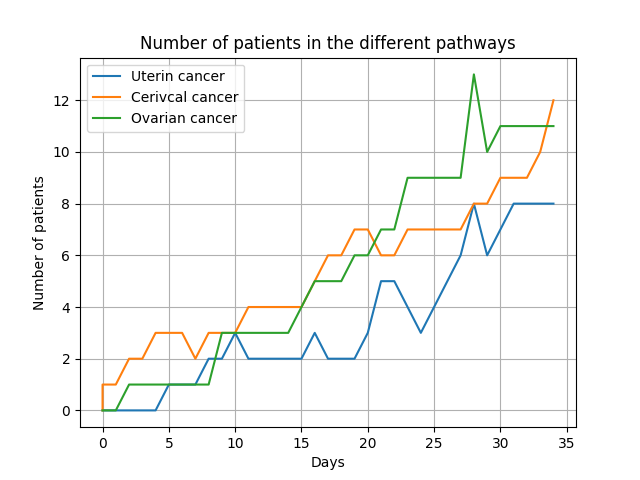 Number of patients in the different pathways
Uterin cancer
Cerivcal cancer
Ovarian cancer
Number of patients
12
10
8
6
4
2
0
0 5 10 15 20 25 30 35
Days